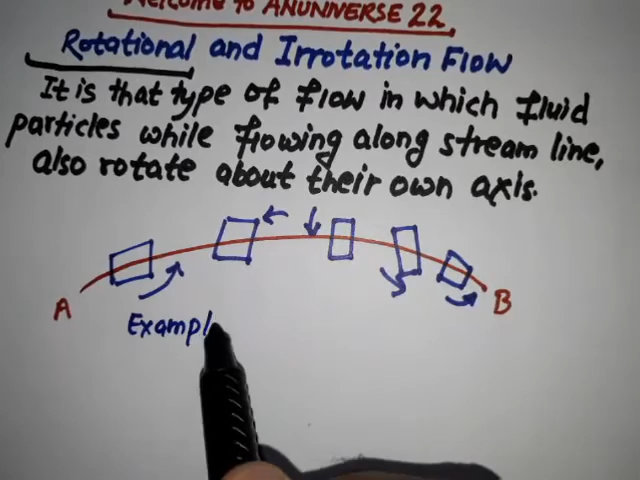 Welcome to ANUNIVERSE 22
Rotational and Irrotation Flow
It is that type of flow in which fluid
particles while flowing along stream line,
also rotate about their own axis.
A
B
Exampl